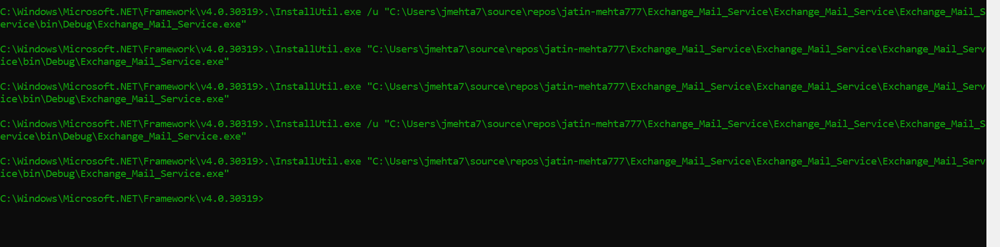 C:\Windows\Microsoft.NET\Framework\v4.0.30319>.\InstallUtil.exe /u "C:\Users\jmehta7\source\repos\jatin-mehta777\Exchange_Mail_Service\Exchange_Mail_Service\Exchange_Mail_S
ervice\bin\Debug\Exchange_Mail_Service.exe"
C:\Windows\Microsoft.NET\Framework\v4.0.30319>.\InstallUtil.exe "C:\Users\jmehta7\source\repos\jatin-mehta777\Exchange_Mail_Service\Exchange_Mail_Service\Exchange_Mail_Serv
ice\bin\Debug\Exchange_Mail_Service.exe"
C:\Windows\Microsoft.NET\Framework\v4.0.30319>.\InstallUtil.exe "C:\Users\jmehta7\source\repos\jatin-mehta777\Exchange_Mail_Service\Exchange_Mail_Service\Exchange_Mail_Serv
ice\bin\Debug\Exchange_Mail_Service.exe"
C:\Windows\Microsoft.NET\Framework\v4.0.30319>.\InstallUtil.exe /u "C:\Users\jmehta7\source\repos\jatin-mehta777\Exchange_Mail_Service\Exchange_Mail_Service\Exchange_Mail_S
ervice\bin\Debug\Exchange_Mail_Service.exe"
C:\Windows\Microsoft.NET\Framework\v4.0.30319>.\InstallUtil.exe "C:\Users\jmehta7\source\repos\jatin-mehta777\Exchange_Mail_Service\Exchange_Mail_Service\Exchange_Mail_Serv
ice\bin\Debug\Exchange_Mail_Service.exe"
C:\Windows\Microsoft.NET\Framework\v4.0.30319>